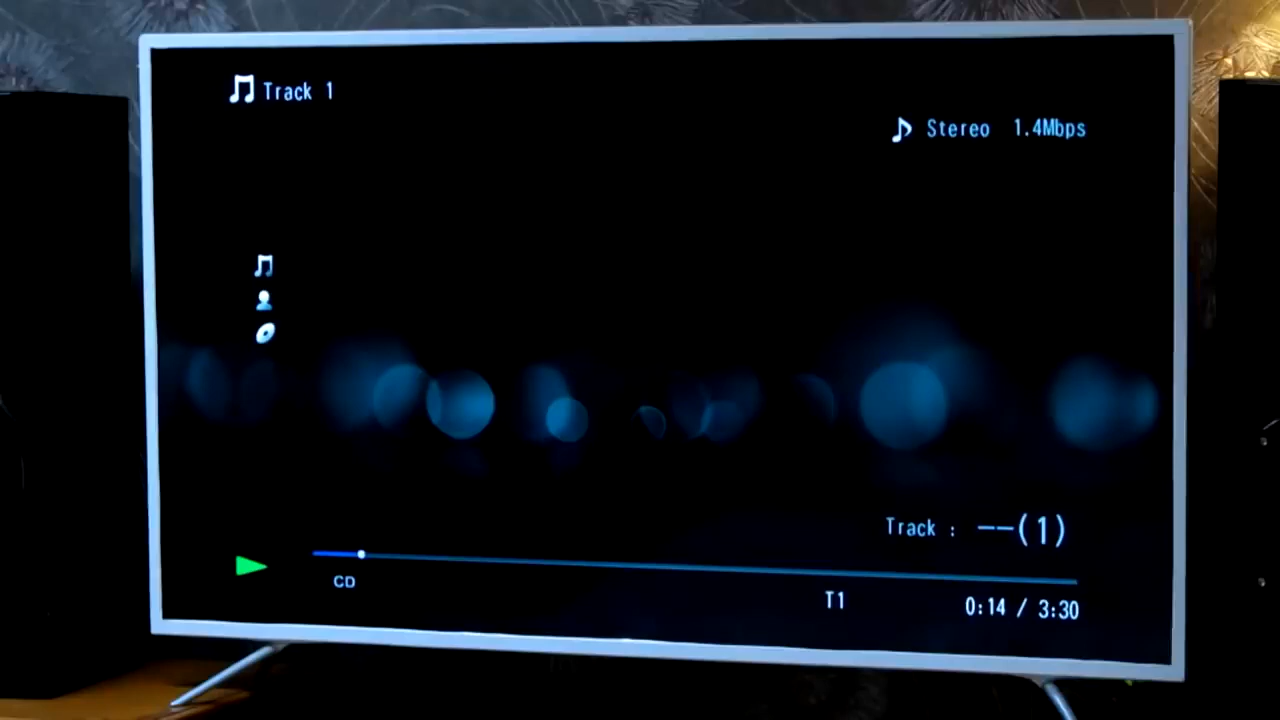 Track 1
Stereo 1.4Mbps
Track : --(1)
CD
T1 0:14 / 3:30